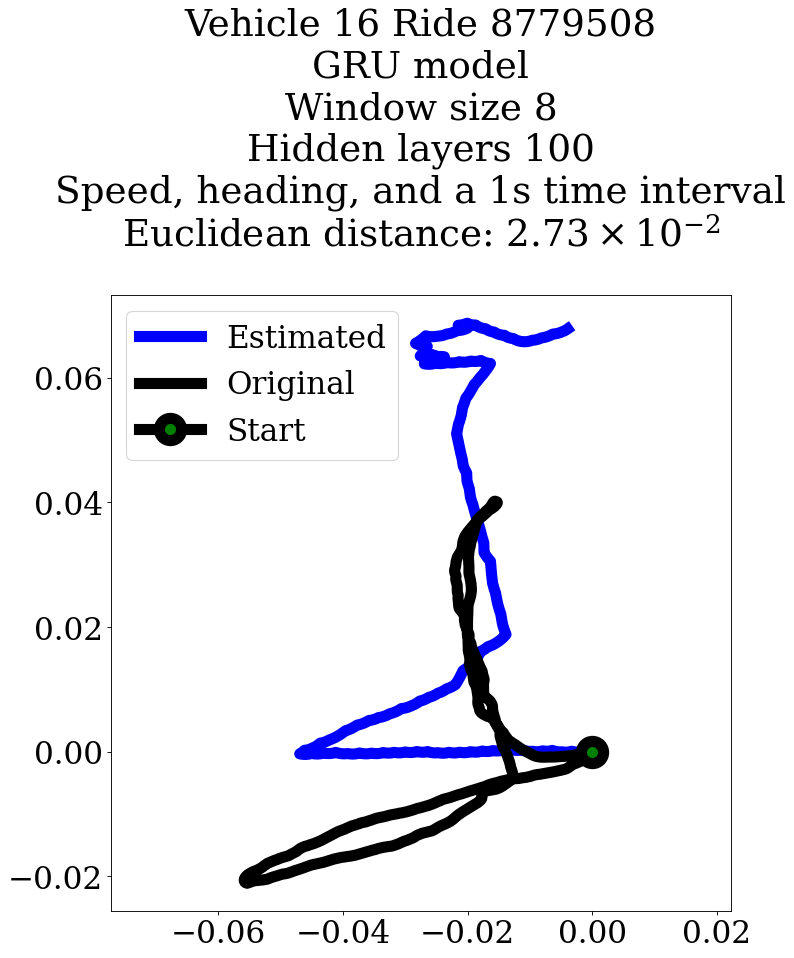 Vehicle 16 Ride 8779508
GRU model
Window size 8
Hidden layers 100
Speed, heading, and a 1s time interval
Euclidean distance: 2.73 × 10⁻²
Estimated
Original
Start
0.06
0.04
0.02
0.00
−0.02
−0.06 −0.04 −0.02 0.00 0.02